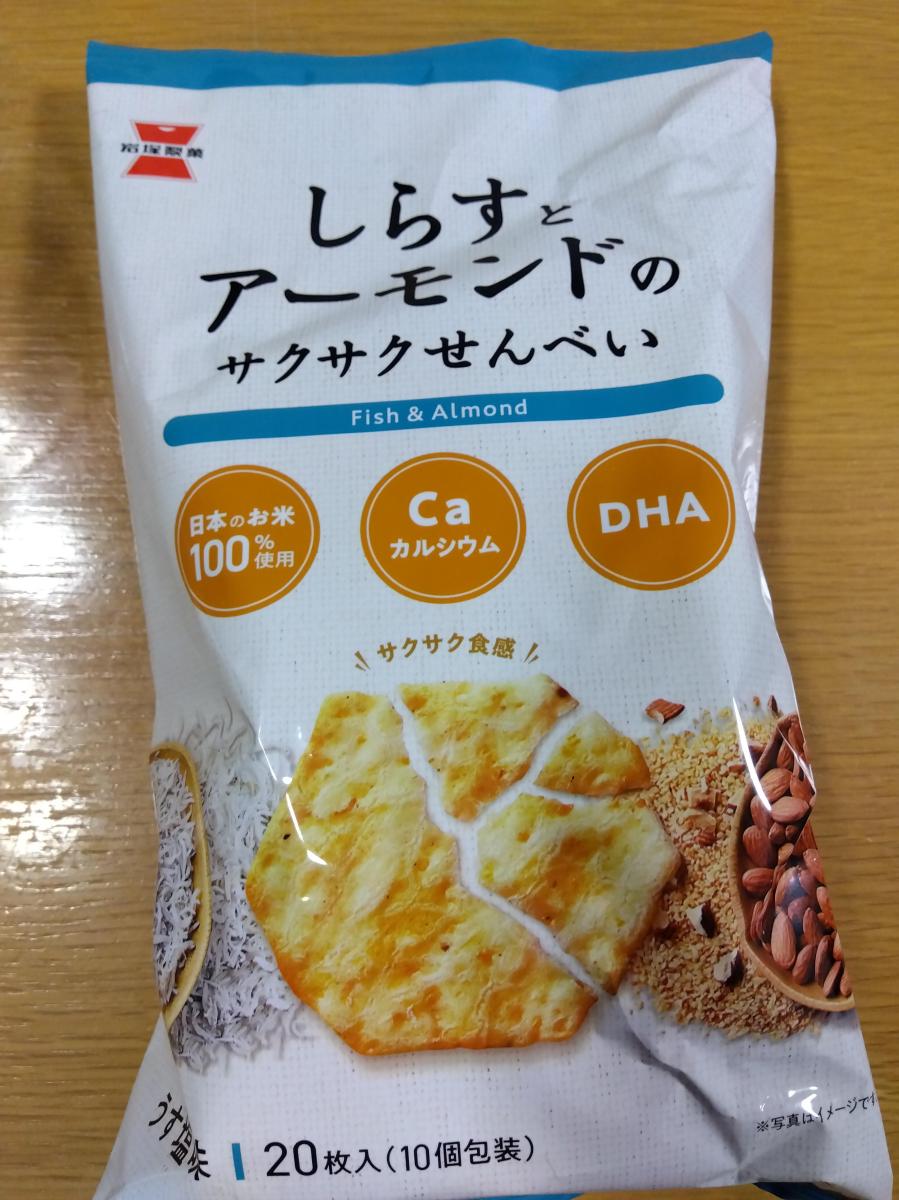 岩塚製菓
しらすと
アーモンドの
サクサクせんべい
Fish & Almond
日本のお米
100%
使用
Ca
カルシウム
DHA
サクサク食感
うす塩味
20枚入(10個包装)
※写真はイメージです